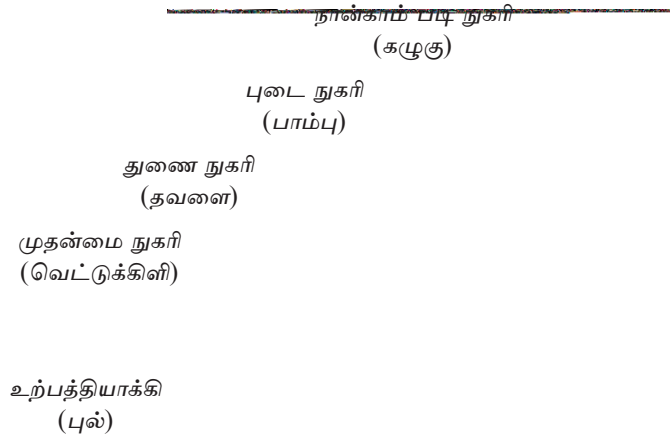 நான்காம் படி நுகரி
(கழுகு)
புடை நுகரி
(பாம்பு)
துணை நுகரி
(தவளை)
முதன்மை நுகரி
(வெட்டுக்கிளி)
உற்பத்தியாக்கி
(புல்)